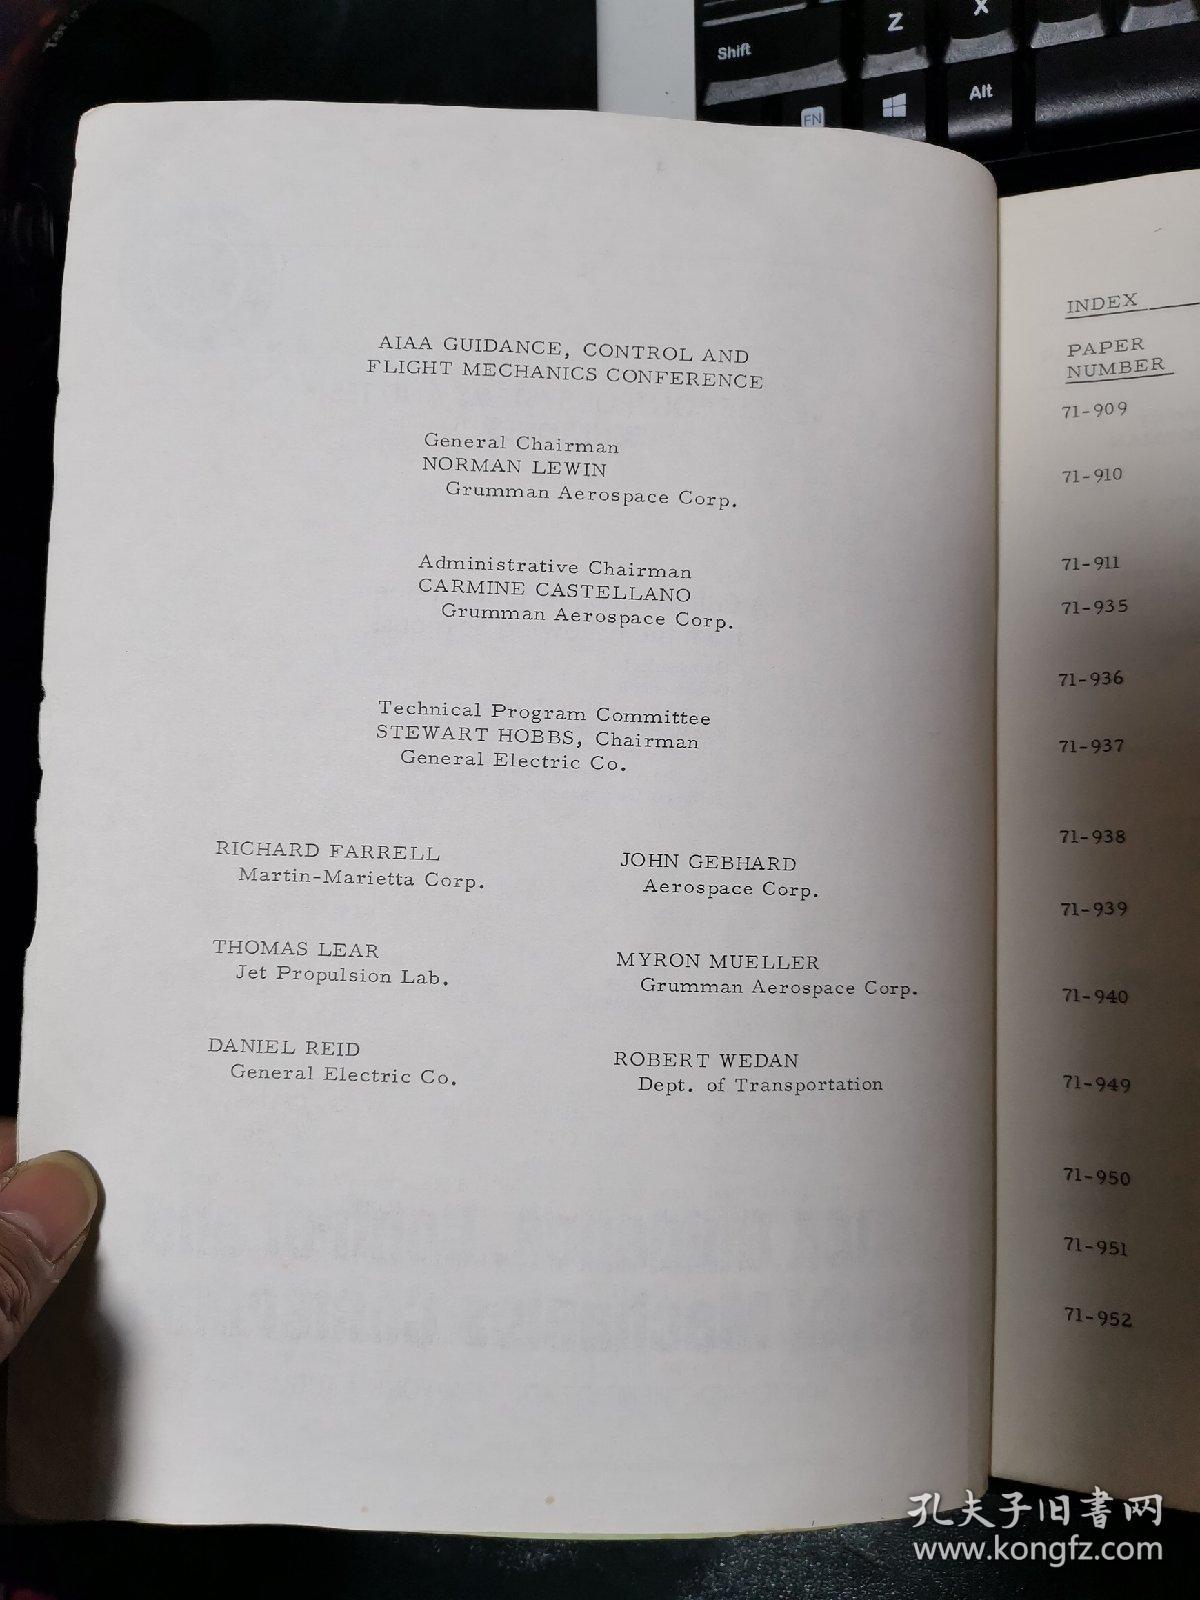 Shift
Z
X
FN
Alt
AIAA GUIDANCE, CONTROL AND
FLIGHT MECHANICS CONFERENCE
General Chairman
NORMAN LEWIN
Grumman Aerospace Corp.
Administrative Chairman
CARMINE CASTELLANO
Grumman Aerospace Corp.
Technical Program Committee
STEWART HOBBS, Chairman
General Electric Co.
RICHARD FARRELL
Martin-Marietta Corp.
JOHN GEBHARD
Aerospace Corp.
THOMAS LEAR
Jet Propulsion Lab.
MYRON MUELLER
Grumman Aerospace Corp.
DANIEL REID
General Electric Co.
ROBERT WEDAN
Dept. of Transportation
INDEX
PAPER
NUMBER
71-909
71-910
71-911
71-935
71-936
71-937
71-938
71-939
71-940
71-949
71-950
71-951
71-952
孔夫子旧書网
www.kongfz.com